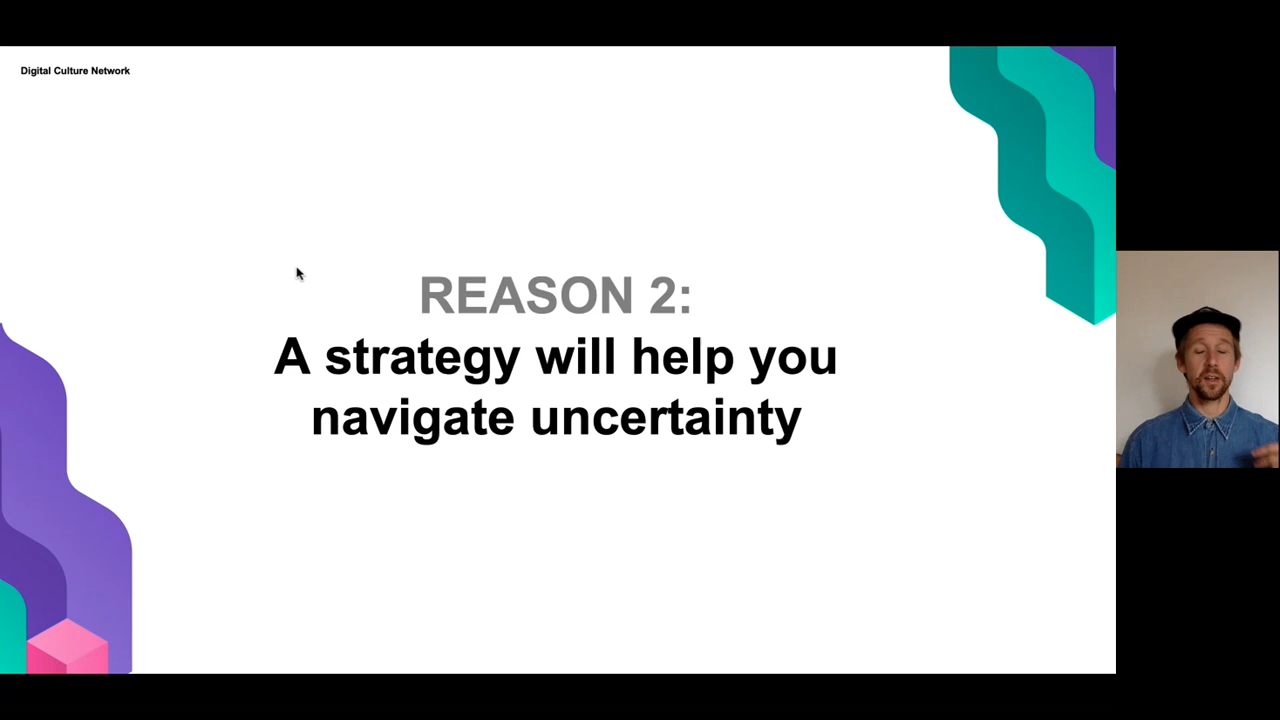 Digital Culture Network
REASON 2:
A strategy will help you
navigate uncertainty